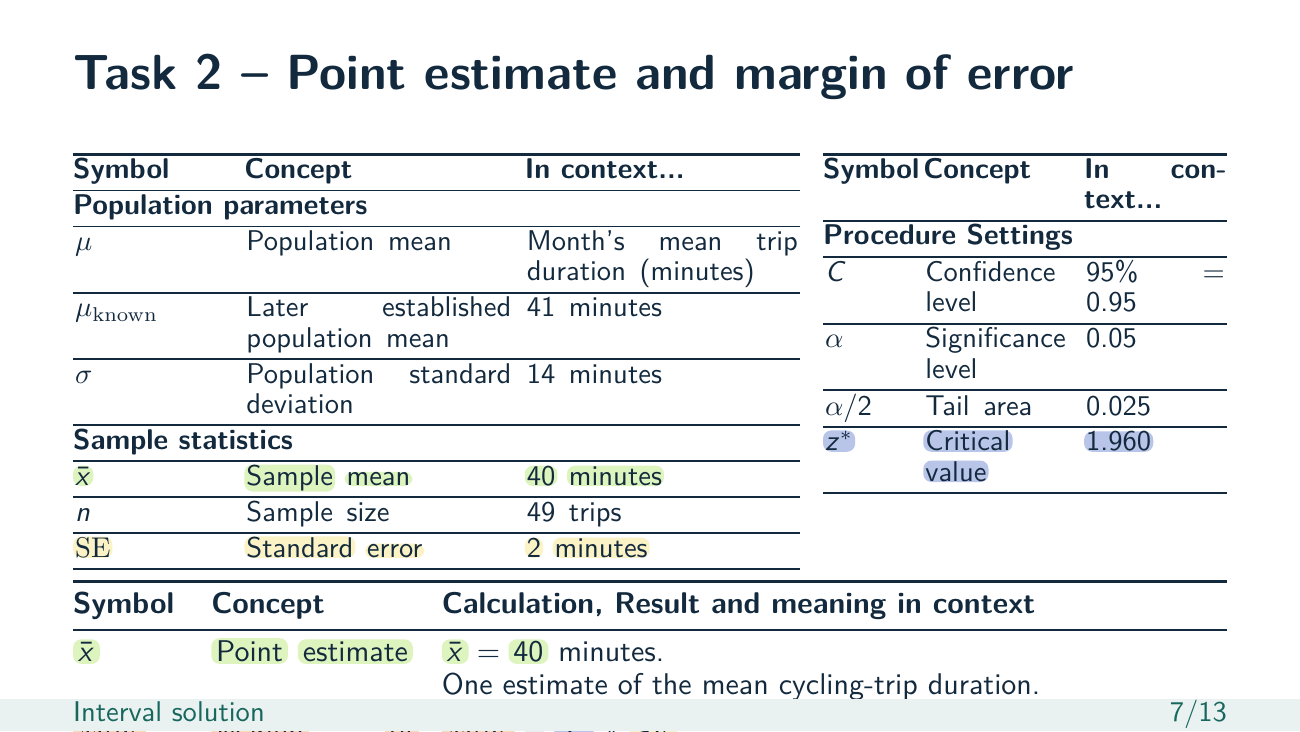 Task 2 – Point estimate and margin of error
Symbol Concept In context...
Population parameters
μ Population mean Month's mean trip
duration (minutes)
μknown Later established 41 minutes
population mean
σ Population standard 14 minutes
deviation
Sample statistics
x̄ Sample mean 40 minutes
n Sample size 49 trips
SE Standard error 2 minutes
Symbol Concept In con-
text...
Procedure Settings
C Confidence 95% =
level 0.95
α Significance 0.05
level
α/2 Tail area 0.025
z* Critical 1.960
value
Symbol Concept Calculation, Result and meaning in context
x̄ Point estimate x̄ = 40 minutes.
One estimate of the mean cycling-trip duration.
Interval solution 7/13